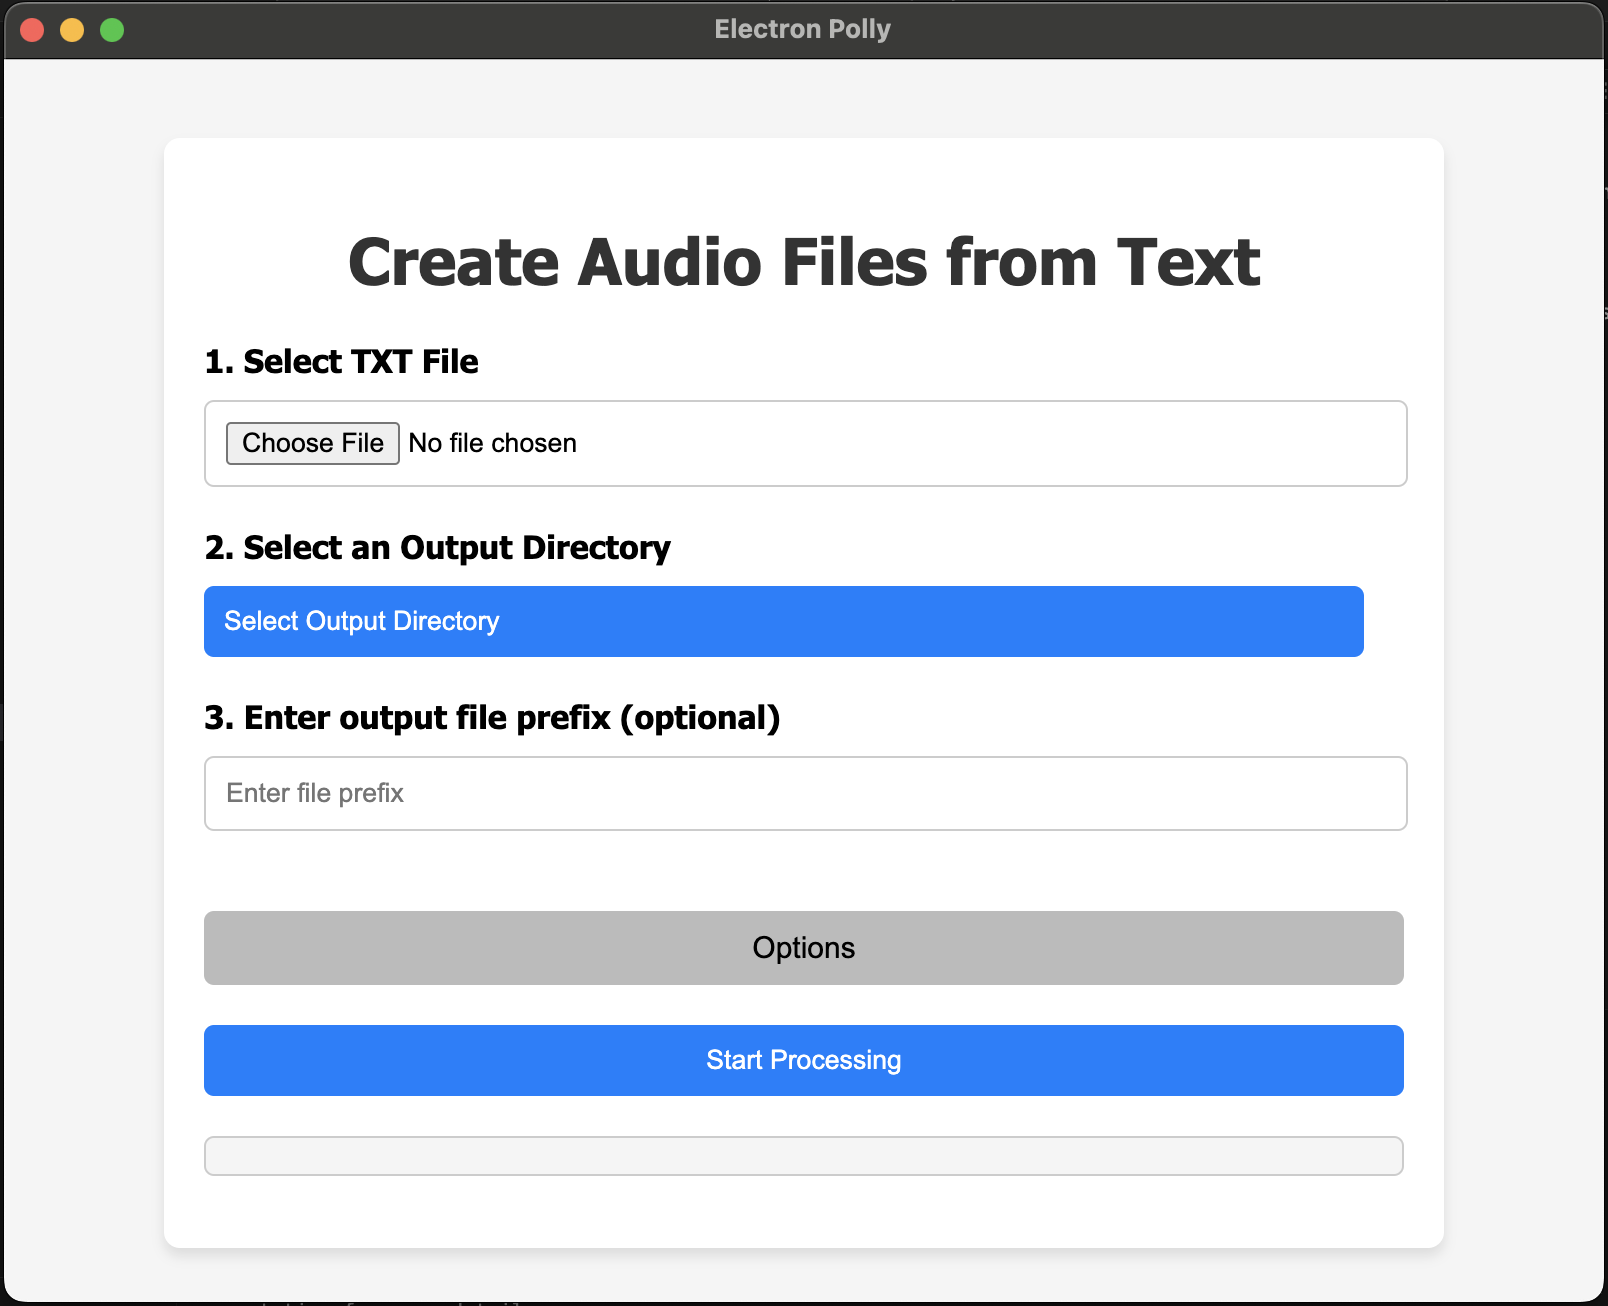 Electron Polly
Create Audio Files from Text
1. Select TXT File
Choose File No file chosen
2. Select an Output Directory
Select Output Directory
3. Enter output file prefix (optional)
Enter file prefix
Options
Start Processing